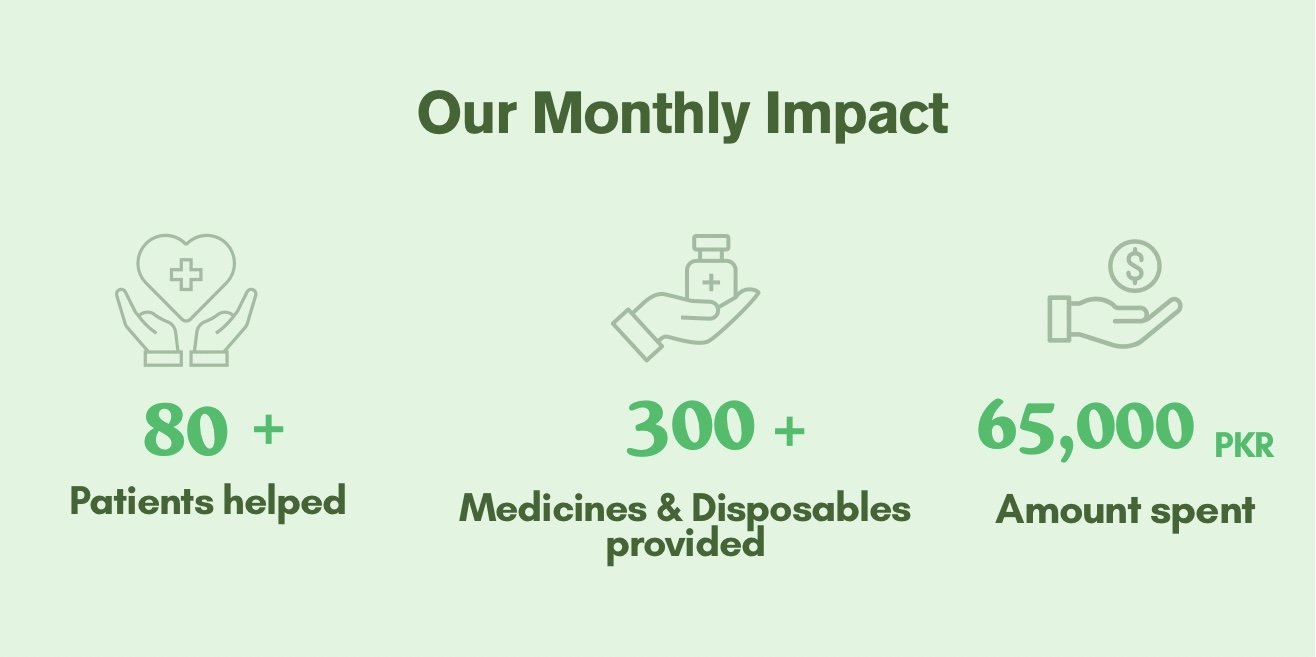 Our Monthly Impact
$
80 +
Patients helped
300 +
Medicines & Disposables
provided
65,000 PKR
Amount spent